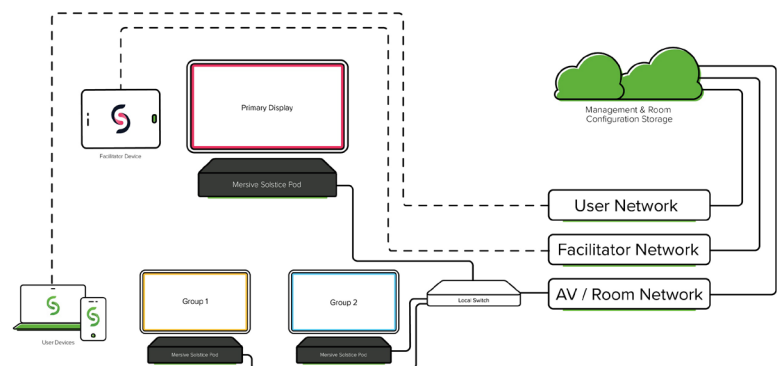 Primary Display
Facilitator Device
Mersive Solstice Pod
Management & Room
Configuration Storage
User Network
Facilitator Network
AV / Room Network
Local Switch
Group 1
Group 2
User Devices
Mersive Solstice Pod
Mersive Solstice Pod